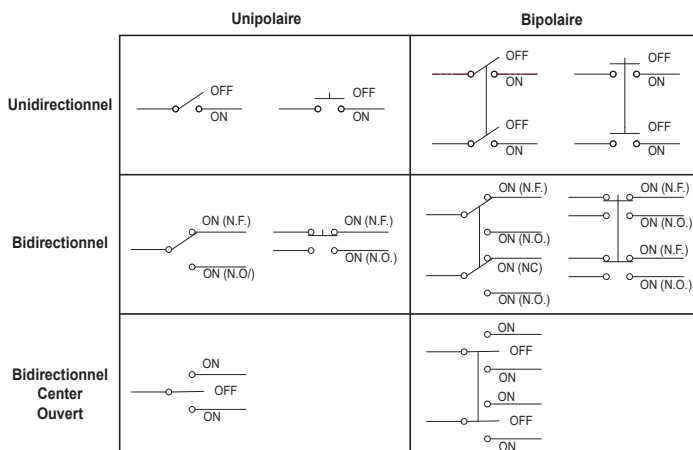 Unipolaire
Bipolaire
Unidirectionnel
OFF
ON
OFF
ON
OFF
ON
OFF
ON
OFF
ON
OFF
ON
Bidirectionnel
ON (N.F.)
ON (N.O/)
ON (N.F.)
ON (N.O.)
ON (N.F.)
ON (N.O.)
ON (NC)
ON (N.O.)
ON (N.F.)
ON (N.O.)
ON (N.F.)
ON (N.O.)
Bidirectionnel
Center
Ouvert
ON
OFF
ON
ON
OFF
ON
ON
OFF
ON